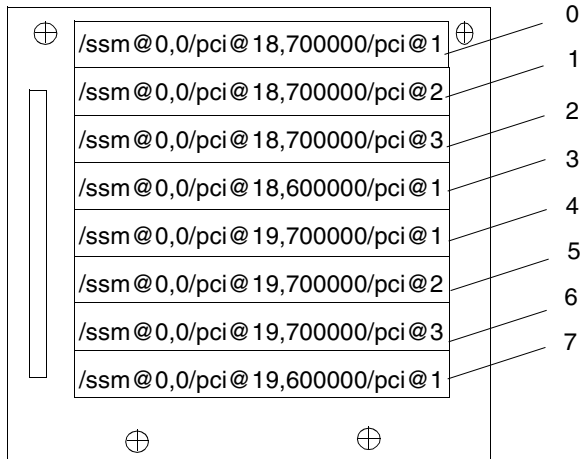 /ssm@0,0/pci@18,700000/pci@1 0
/ssm@0,0/pci@18,700000/pci@2 1
/ssm@0,0/pci@18,700000/pci@3 2
/ssm@0,0/pci@18,600000/pci@1 3
/ssm@0,0/pci@19,700000/pci@1 4
/ssm@0,0/pci@19,700000/pci@2 5
/ssm@0,0/pci@19,700000/pci@3 6
/ssm@0,0/pci@19,600000/pci@1 7